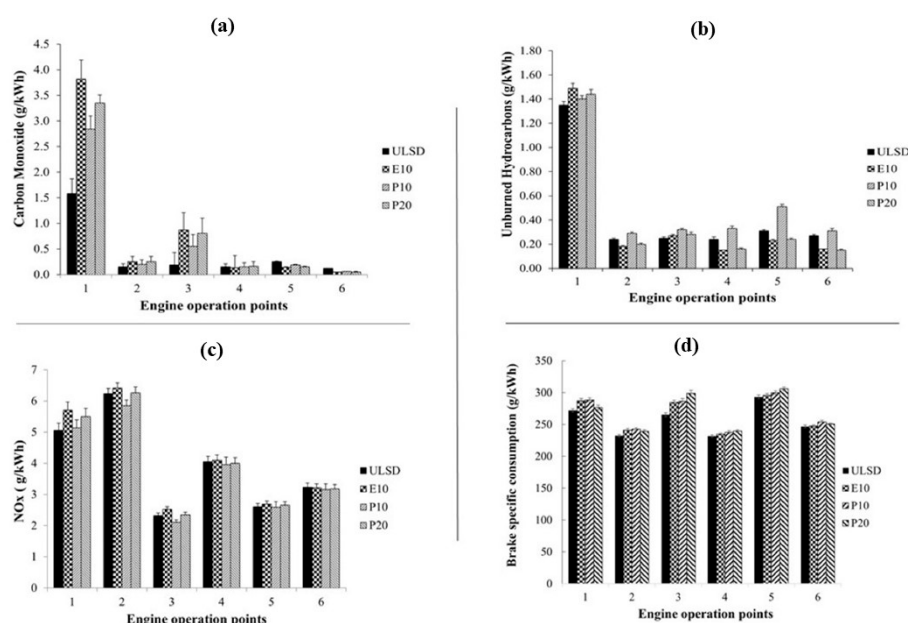 (a)
Carbon Monoxide (g/kWh)
4.5
4.0
3.5
3.0
2.5
2.0
1.5
1.0
0.5
0.0
1 2 3 4 5 6
Engine operation points
ULSD
E10
P10
P20
(b)
Unburned Hydrocarbons (g/kWh)
1.80
1.60
1.40
1.20
1.00
0.80
0.60
0.40
0.20
0.00
1 2 3 4 5 6
Engine operation points
ULSD
E10
P10
P20
(c)
NOx ( g/kWh)
7
6
5
4
3
2
1
0
1 2 3 4 5 6
Engine operation points
ULSD
E10
P10
P20
(d)
Brake specific consumption (g/kWh)
350
300
250
200
150
100
50
0
1 2 3 4 5 6
Engine operation points
ULSD
E10
P10
P20